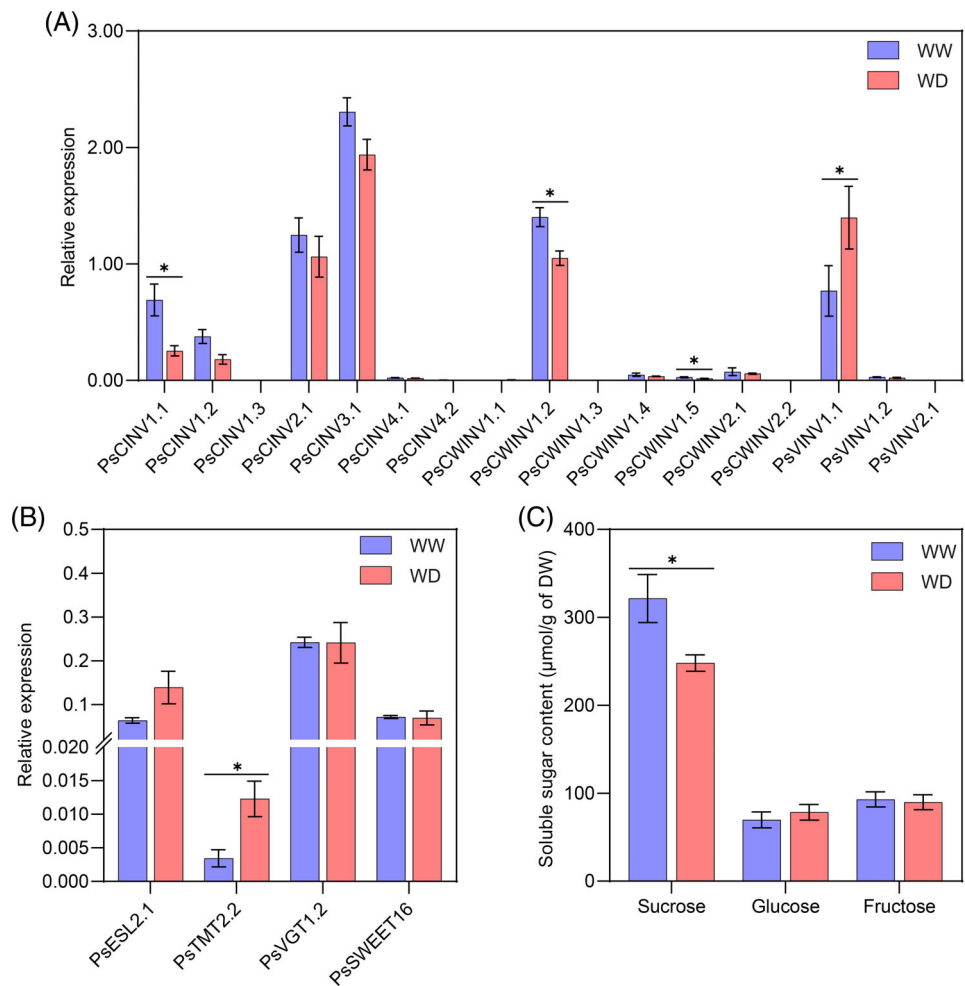 (A)
3.00
2.00
1.00
0.00
Relative expression
WW
WD
*
*
*
*
PsCINV1.1
PsCINV1.2
PsCINV1.3
PsCINV2.1
PsCINV3.1
PsCINV4.1
PsCINV4.2
PsCWINV1.1
PsCWINV1.2
PsCWINV1.3
PsCWINV1.4
PsCWINV1.5
PsCWINV2.1
PsCWINV2.2
PsVINV1.1
PsVINV1.2
PsVINV2.1
(B)
0.5
0.4
0.3
0.2
0.1
0.020
0.015
0.010
0.005
0.000
Relative expression
WW
WD
*
PsESL2.1
PsTMT2.2
PsVGT1.2
PsSWEET16
(C)
400
300
200
100
0
Soluble sugar content (μmol/g of DW)
WW
WD
*
Sucrose
Glucose
Fructose